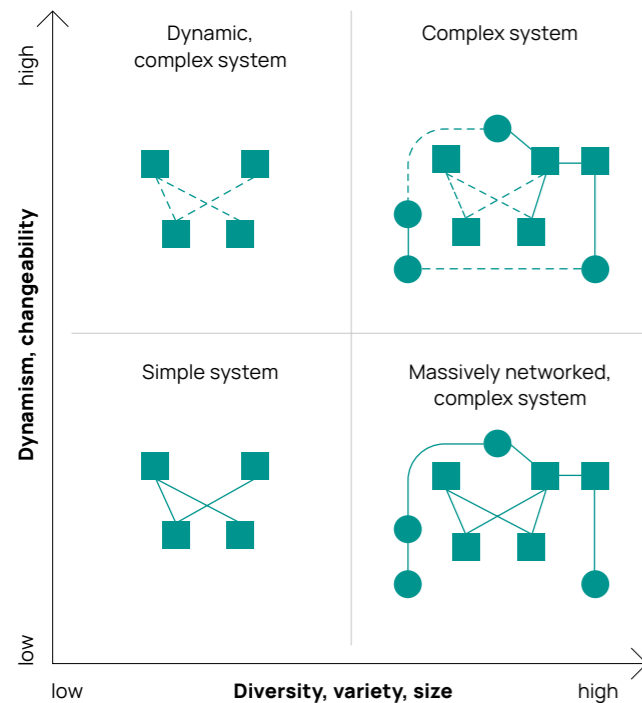 high
Dynamic,
complex system
Complex system
Dynamism, changeability
Simple system
Massively networked,
complex system
low
low
Diversity, variety, size
high